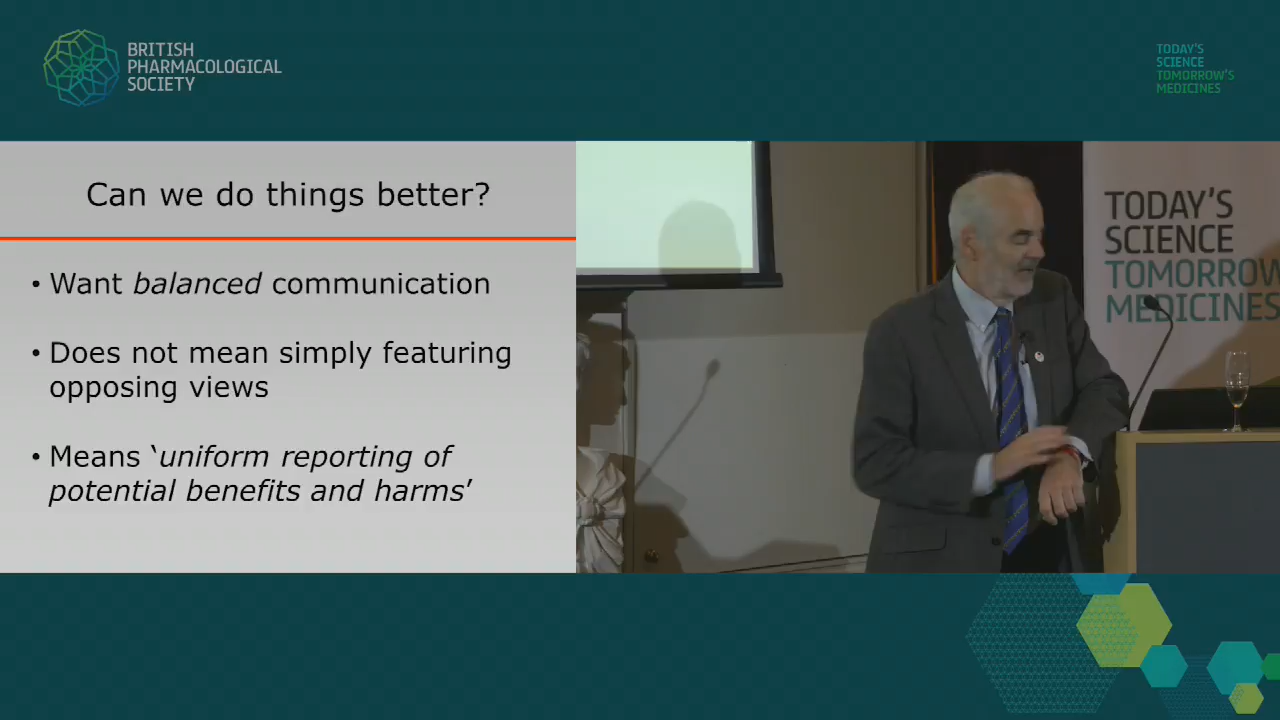 BRITISH
PHARMACOLOGICAL
SOCIETY
TODAY'S
SCIENCE
TOMORROW'S
MEDICINES
Can we do things better?
• Want balanced communication
• Does not mean simply featuring
opposing views
• Means ‘uniform reporting of
potential benefits and harms’
TODAY'S
SCIENCE
TOMORROW
MEDICINES